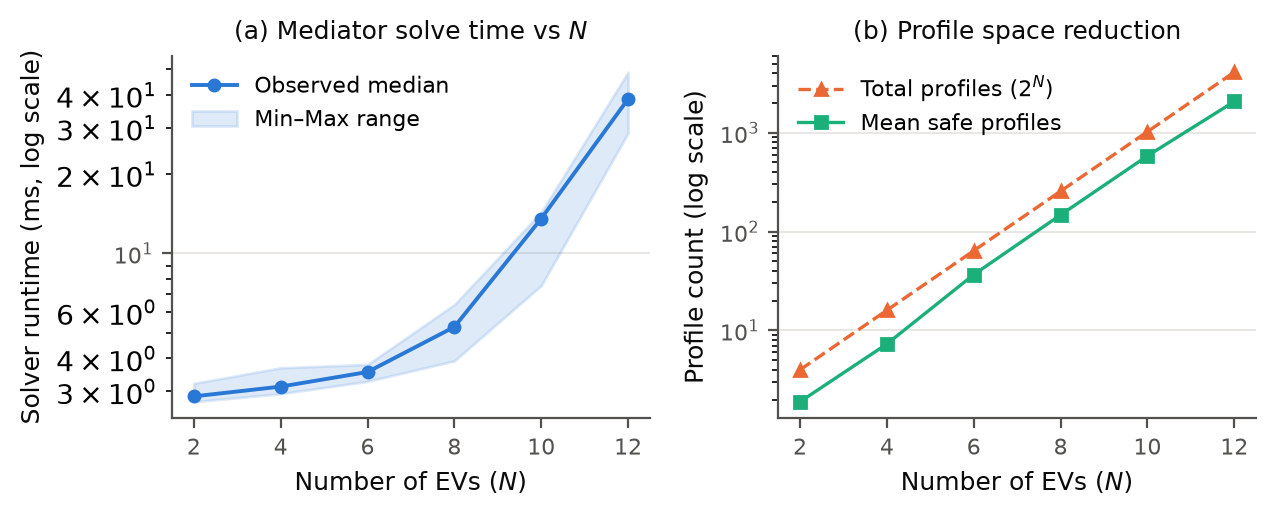 (a) Mediator solve time vs N
Solver runtime (ms, log scale)
4 × 10¹
3 × 10¹
2 × 10¹
10¹
6 × 10⁰
4 × 10⁰
3 × 10⁰
Observed median
Min–Max range
2 4 6 8 10 12
Number of EVs (N)
(b) Profile space reduction
Profile count (log scale)
10³
10²
10¹
Total profiles (2ᴺ)
Mean safe profiles
2 4 6 8 10 12
Number of EVs (N)